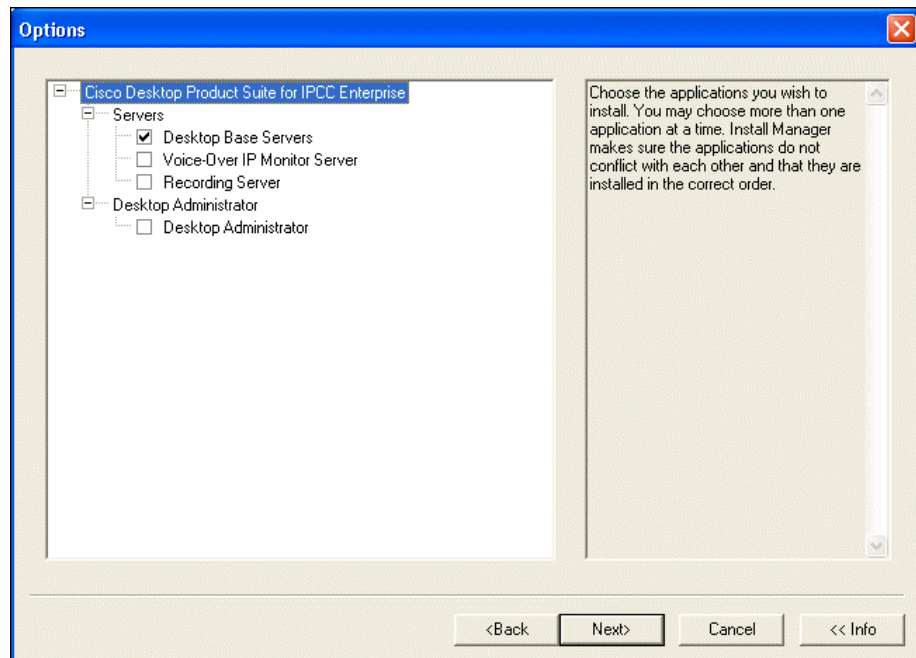 Options
Cisco Desktop Product Suite for IPCC Enterprise
Servers
Desktop Base Servers
Voice-Over IP Monitor Server
Recording Server
Desktop Administrator
Desktop Administrator
Choose the applications you wish to
install. You may choose more than one
application at a time. Install Manager
makes sure the applications do not
conflict with each other and that they are
installed in the correct order.
<Back
Next>
Cancel
<< Info